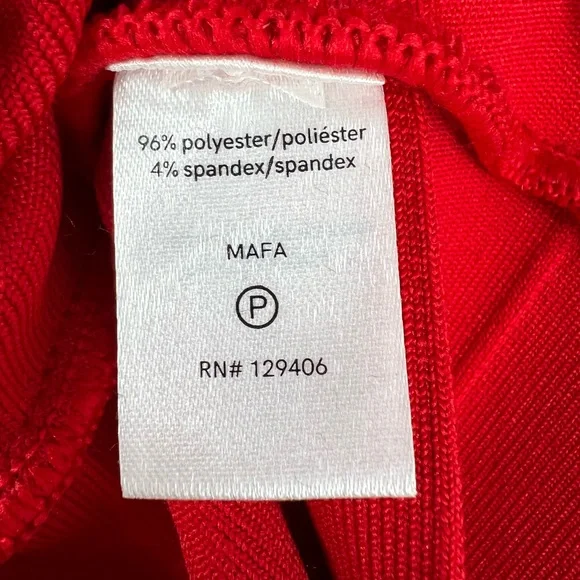 96% polyester/poliéster
4% spandex/spandex
MAFA
P
RN# 129406